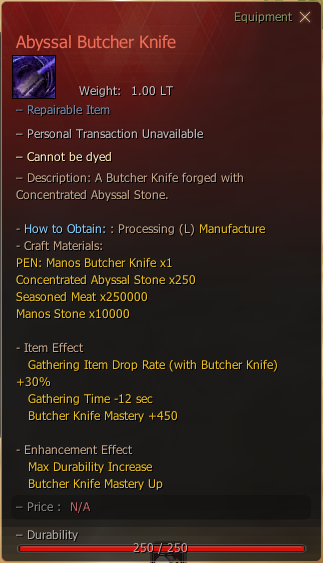 Equipment
Abyssal Butcher Knife
Weight: 1.00 LT
– Repairable Item
– Personal Transaction Unavailable
– Cannot be dyed
– Description: A Butcher Knife forged with
Concentrated Abyssal Stone.
- How to Obtain: : Processing (L) Manufacture
- Craft Materials:
PEN: Manos Butcher Knife x1
Concentrated Abyssal Stone x250
Seasoned Meat x250000
Manos Stone x10000
- Item Effect
Gathering Item Drop Rate (with Butcher Knife)
+30%
Gathering Time -12 sec
Butcher Knife Mastery +450
- Enhancement Effect
Max Durability Increase
Butcher Knife Mastery Up
– Price : N/A
– Durability
250 / 250